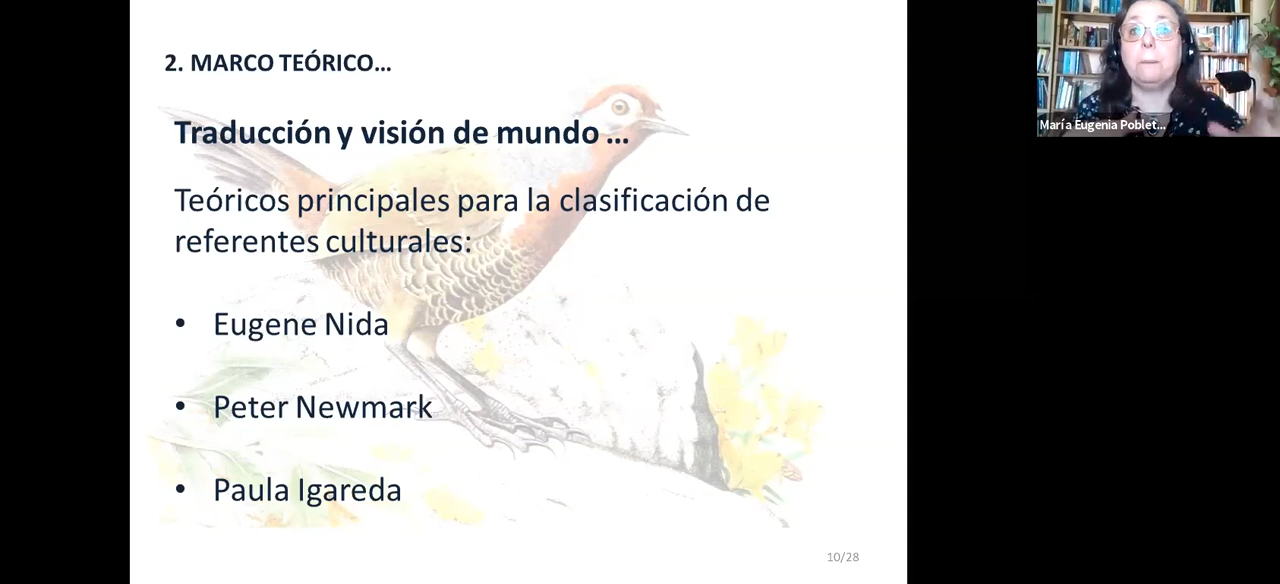 2. MARCO TEÓRICO...
Traducción y visión de mundo ...
Teóricos principales para la clasificación de
referentes culturales:
• Eugene Nida
• Peter Newmark
• Paula Igareda
10/28
María Eugenia Poblet...